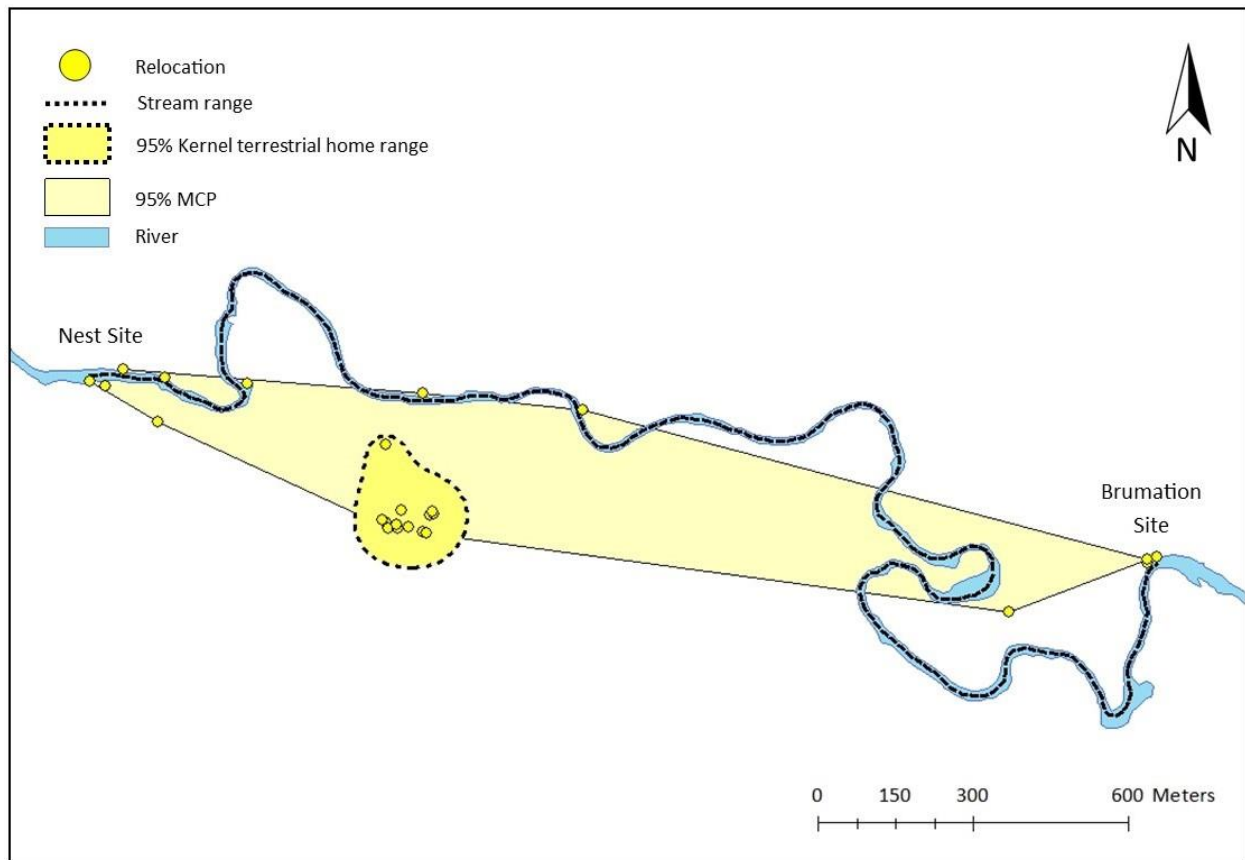 Relocation
Stream range
95% Kernel terrestrial home range
95% MCP
River
N
Nest Site
Brumation
Site
0 150 300 600 Meters